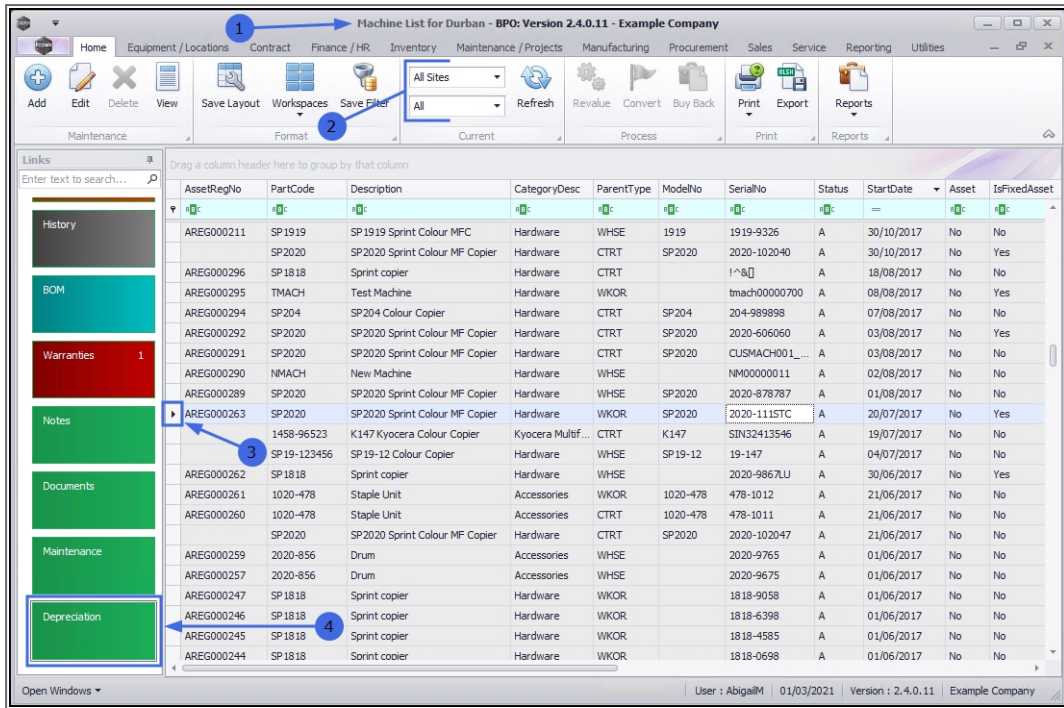 Machine List for Durban - BPO: Version 2.4.0.11 - Example Company
1
Home Equipment / Locations Contract Finance / HR Inventory Maintenance / Projects Manufacturing Procurement Sales Service Reporting Utilities
All Sites
All
Add Edit Delete View Save Layout Workspaces Save Filter Refresh Revalue Convert Buy Back Print Export Reports
2
Maintenance Format Current Process Print Reports
Links
Enter text to search...
Drag a column header here to group by that column
AssetRegNo PartCode Description CategoryDesc ParentType ModelNo SerialNo Status StartDate Asset IsFixedAsset
AREG000211 SP1919 SP1919 Sprint Colour MFC Hardware WHSE 1919 1919-9326 A 30/10/2017 No No
SP2020 SP2020 Sprint Colour MF Copier Hardware CTRT SP2020 2020-102040 A 30/10/2017 No Yes
AREG000296 SP1818 Sprint copier Hardware CTRT !^&[] A 18/08/2017 No No
AREG000295 TMACH Test Machine Hardware WKOR tmach00000700 A 08/08/2017 No Yes
AREG000294 SP204 SP204 Colour Copier Hardware CTRT SP204 204-989898 A 07/08/2017 No No
AREG000292 SP2020 SP2020 Sprint Colour MF Copier Hardware CTRT SP2020 2020-606060 A 03/08/2017 No Yes
AREG000291 SP2020 SP2020 Sprint Colour MF Copier Hardware CTRT SP2020 CUSMACH001_... A 03/08/2017 No No
AREG000290 NMACH New Machine Hardware WHSE NM00000011 A 02/08/2017 No No
AREG000289 SP2020 SP2020 Sprint Colour MF Copier Hardware WHSE SP2020 2020-878787 A 01/08/2017 No No
AREG000263 SP2020 SP2020 Sprint Colour MF Copier Hardware WKOR SP2020 2020-111STC A 20/07/2017 No Yes
1458-96523 K147 Kyocera Colour Copier Kyocera Multif... CTRT K147 SIN32413546 A 19/07/2017 No No
3
SP19-123456 SP19-12 Colour Copier Hardware WHSE SP19-12 19-147 A 04/07/2017 No No
AREG000262 SP1818 Sprint copier Hardware WHSE 2020-9867LU A 30/06/2017 No Yes
AREG000261 1020-478 Staple Unit Accessories WKOR 1020-478 478-1012 A 21/06/2017 No No
AREG000260 1020-478 Staple Unit Accessories CTRT 1020-478 478-1011 A 21/06/2017 No No
SP2020 SP2020 Sprint Colour MF Copier Hardware CTRT SP2020 2020-102047 A 21/06/2017 No No
AREG000259 2020-856 Drum Accessories WHSE 2020-9765 A 01/06/2017 No No
AREG000257 2020-856 Drum Accessories WHSE 2020-9675 A 01/06/2017 No No
AREG000247 SP1818 Sprint copier Hardware WKOR 1818-9058 A 01/06/2017 No No
AREG000246 SP1818 Sprint copier Hardware WKOR 1818-6398 A 01/06/2017 No No
4
AREG000245 SP1818 Sprint copier Hardware WKOR 1818-4585 A 01/06/2017 No No
AREG000244 SP1818 Sprint copier Hardware WKOR 1818-0698 A 01/06/2017 No No
History
BOM
Warranties 1
Notes
Documents
Maintenance
Depreciation
Open Windows
User : AbigailM 01/03/2021 Version : 2.4.0.11 Example Company